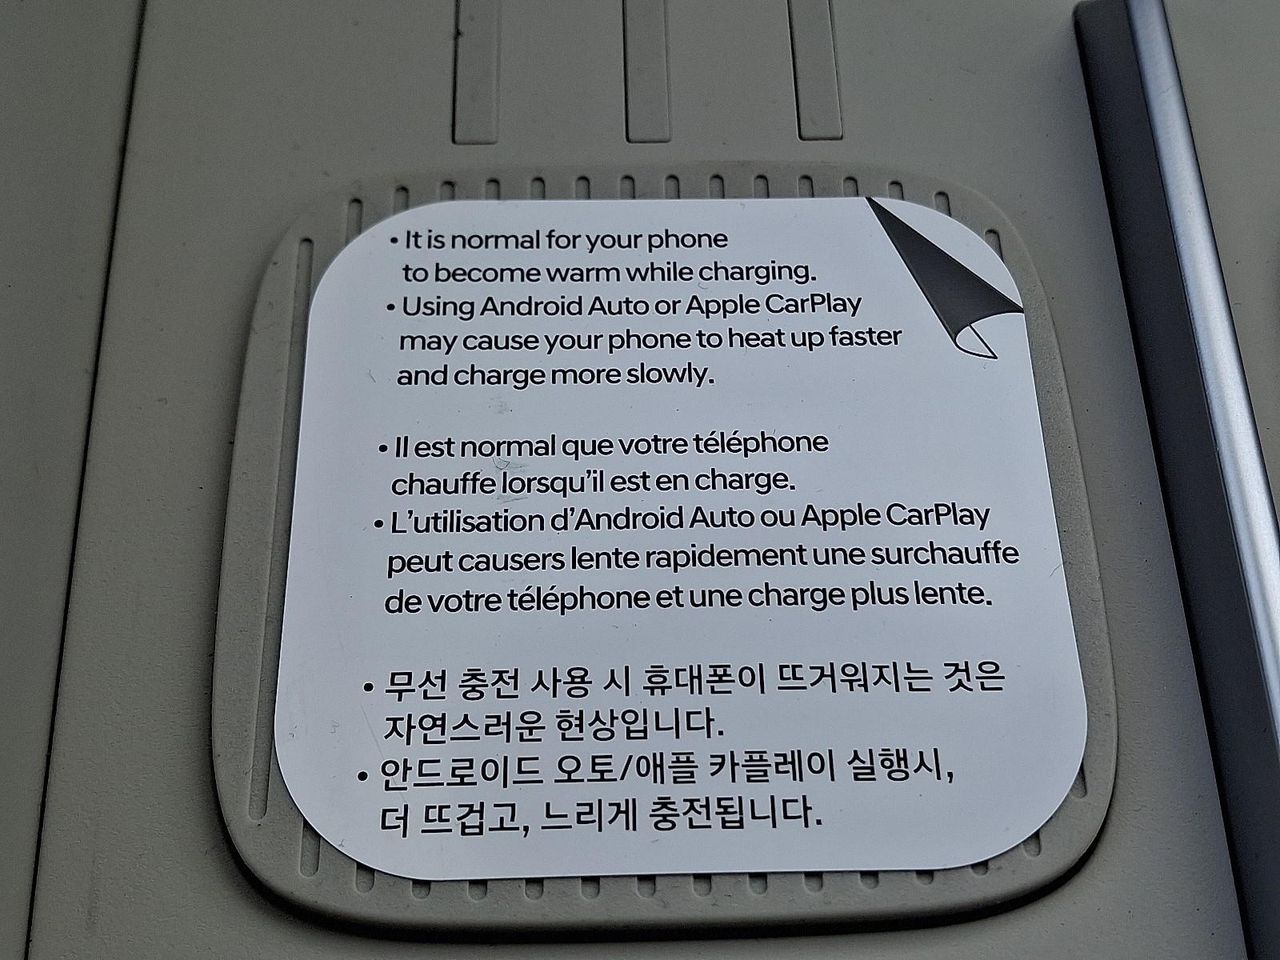 • It is normal for your phone
to become warm while charging.
• Using Android Auto or Apple CarPlay
may cause your phone to heat up faster
and charge more slowly.
• Il est normal que votre téléphone
chauffe lorsqu'il est en charge.
• L'utilisation d'Android Auto ou Apple CarPlay
peut causers lente rapidement une surchauffe
de votre téléphone et une charge plus lente.
• 무선 충전 사용 시 휴대폰이 뜨거워지는 것은
자연스러운 현상입니다.
• 안드로이드 오토/애플 카플레이 실행시,
더 뜨겁고, 느리게 충전됩니다.